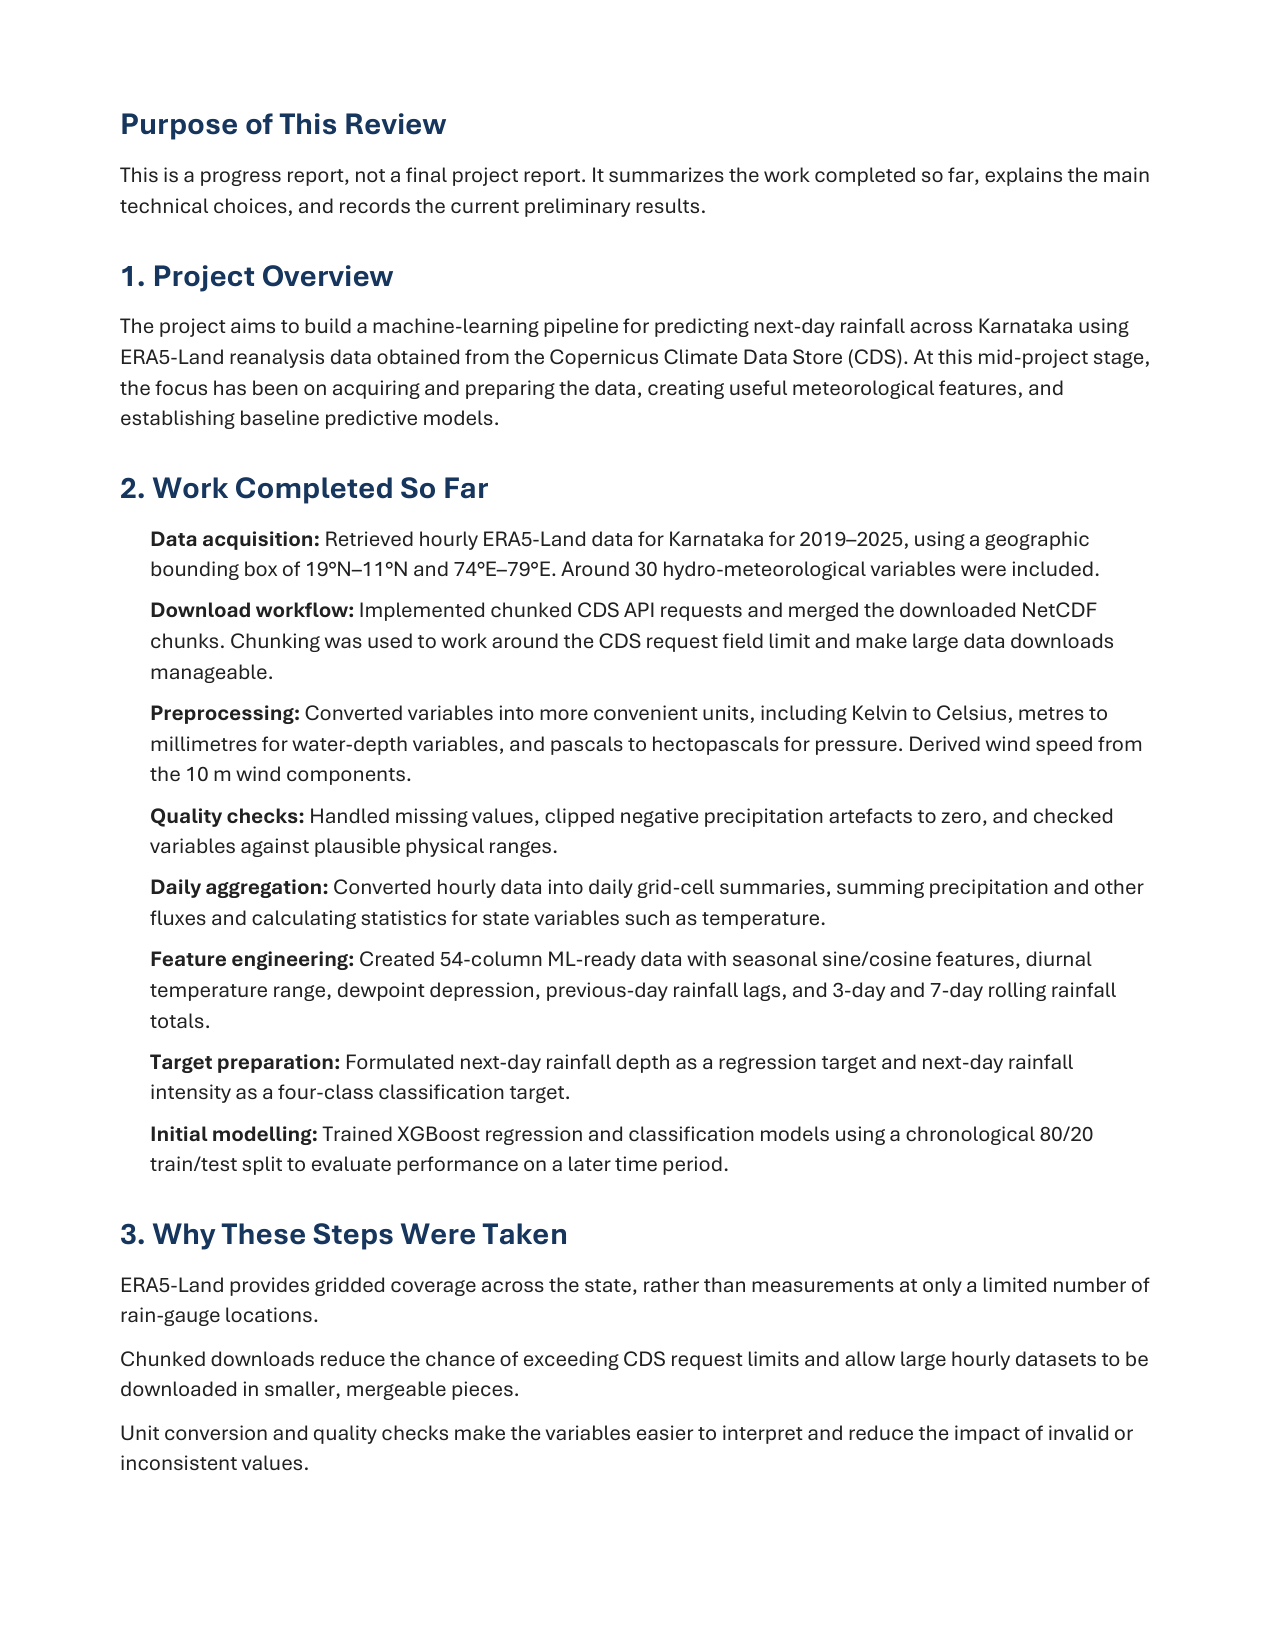 Purpose of This Review
This is a progress report, not a final project report. It summarizes the work completed so far, explains the main
technical choices, and records the current preliminary results.
1. Project Overview
The project aims to build a machine-learning pipeline for predicting next-day rainfall across Karnataka using
ERA5-Land reanalysis data obtained from the Copernicus Climate Data Store (CDS). At this mid-project stage,
the focus has been on acquiring and preparing the data, creating useful meteorological features, and
establishing baseline predictive models.
2. Work Completed So Far
Data acquisition: Retrieved hourly ERA5-Land data for Karnataka for 2019–2025, using a geographic
bounding box of 19°N–11°N and 74°E–79°E. Around 30 hydro-meteorological variables were included.
Download workflow: Implemented chunked CDS API requests and merged the downloaded NetCDF
chunks. Chunking was used to work around the CDS request field limit and make large data downloads
manageable.
Preprocessing: Converted variables into more convenient units, including Kelvin to Celsius, metres to
millimetres for water-depth variables, and pascals to hectopascals for pressure. Derived wind speed from
the 10 m wind components.
Quality checks: Handled missing values, clipped negative precipitation artefacts to zero, and checked
variables against plausible physical ranges.
Daily aggregation: Converted hourly data into daily grid-cell summaries, summing precipitation and other
fluxes and calculating statistics for state variables such as temperature.
Feature engineering: Created 54-column ML-ready data with seasonal sine/cosine features, diurnal
temperature range, dewpoint depression, previous-day rainfall lags, and 3-day and 7-day rolling rainfall
totals.
Target preparation: Formulated next-day rainfall depth as a regression target and next-day rainfall
intensity as a four-class classification target.
Initial modelling: Trained XGBoost regression and classification models using a chronological 80/20
train/test split to evaluate performance on a later time period.
3. Why These Steps Were Taken
ERA5-Land provides gridded coverage across the state, rather than measurements at only a limited number of
rain-gauge locations.
Chunked downloads reduce the chance of exceeding CDS request limits and allow large hourly datasets to be
downloaded in smaller, mergeable pieces.
Unit conversion and quality checks make the variables easier to interpret and reduce the impact of invalid or
inconsistent values.